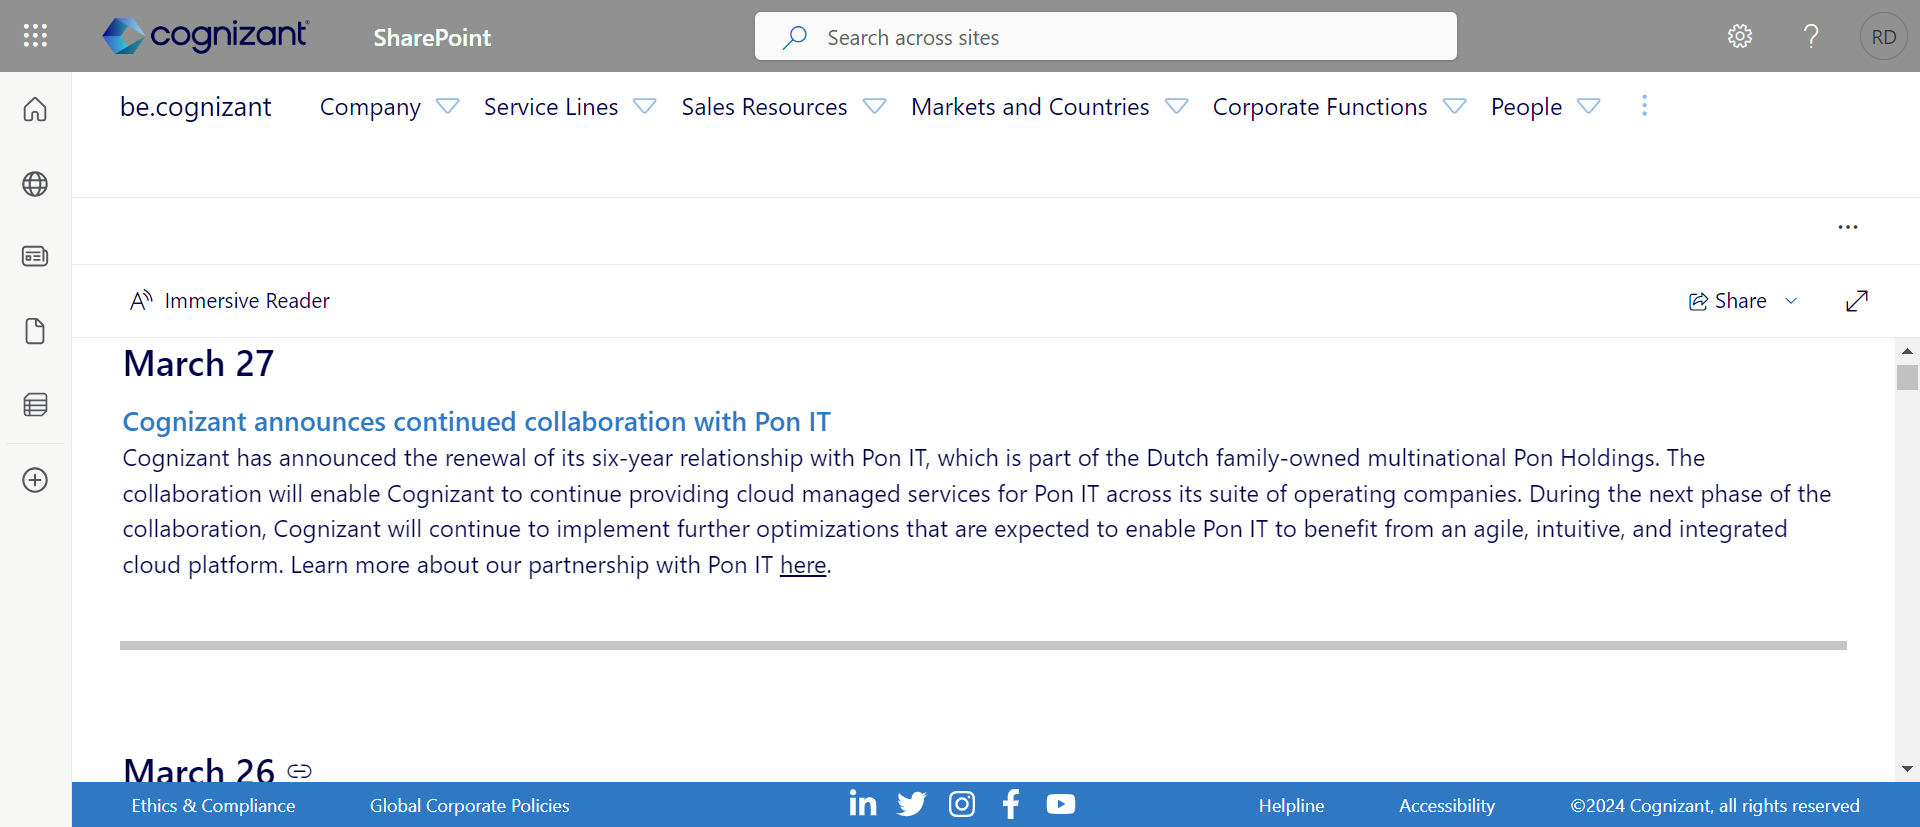 cognizant
SharePoint
Search across sites
RD
be.cognizant
Company
Service Lines
Sales Resources
Markets and Countries
Corporate Functions
People
Immersive Reader
Share
March 27
Cognizant announces continued collaboration with Pon IT
Cognizant has announced the renewal of its six-year relationship with Pon IT, which is part of the Dutch family-owned multinational Pon Holdings. The
collaboration will enable Cognizant to continue providing cloud managed services for Pon IT across its suite of operating companies. During the next phase of the
collaboration, Cognizant will continue to implement further optimizations that are expected to enable Pon IT to benefit from an agile, intuitive, and integrated
cloud platform. Learn more about our partnership with Pon IT here.
March 26
Ethics & Compliance
Global Corporate Policies
Helpline
Accessibility
©2024 Cognizant, all rights reserved